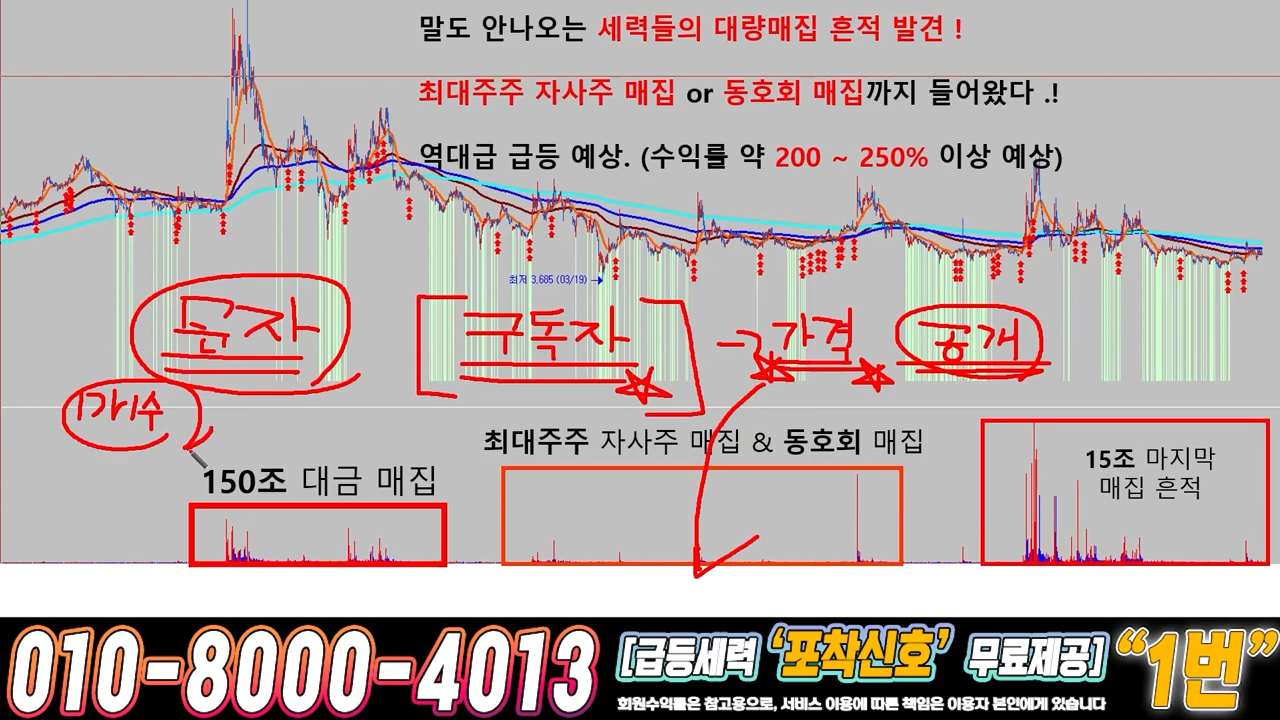 말도 안나오는 세력들의 대량매집 흔적 발견 !
최대주주 자사주 매집 or 동호회 매집까지 들어왔다 .!
역대급 급등 예상. (수익률 약 200 ~ 250% 이상 예상)
최저 3,685 (03/19)
문자
구독자
가격
공개
최대주주 자사주 매집 & 동호회 매집
150조 대금 매집
15조 마지막
매집 흔적
010-8000-4013
[급등세력 '포착신호' 무료제공] "1번"
회원수익률은 참고용으로, 서비스 이용에 따른 책임은 이용자 본인에게 있습니다